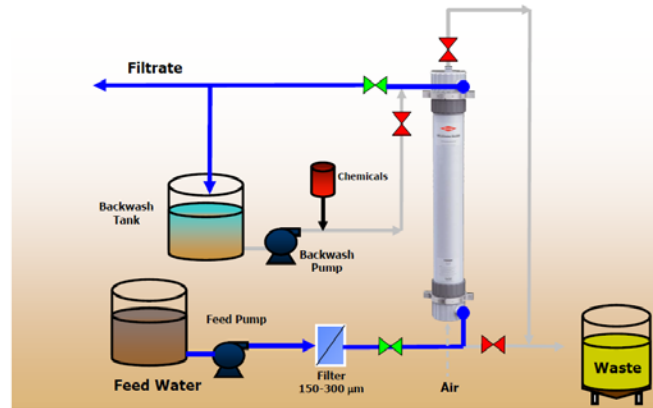 Filtrate
Chemicals
Backwash
Tank
Backwash
Pump
Feed Pump
Feed Water
Filter
150-300 µm
Air
Waste